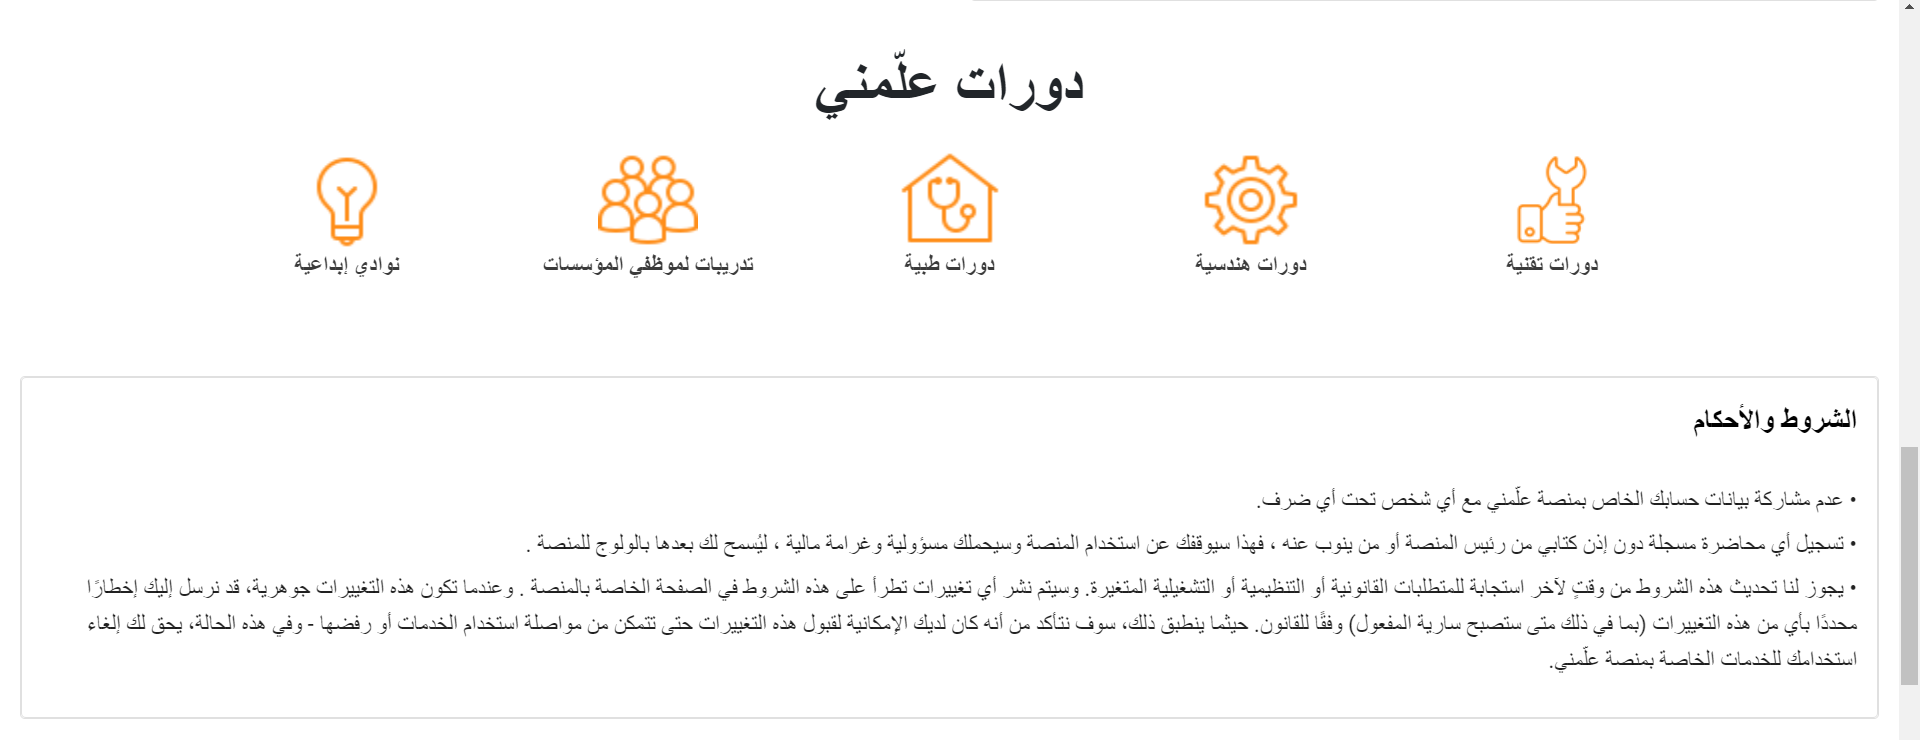 دورات علّمني
دورات تقنية
دورات هندسية
دورات طبية
تدريبات لموظفي المؤسسات
نوادي إبداعية
الشروط والأحكام
• عدم مشاركة بيانات حسابك الخاص بمنصة علّمني مع أي شخص تحت أي ضرف.
• تسجيل أي محاضرة مسجلة دون إذن كتابي من رئيس المنصة أو من ينوب عنه ، فهذا سيوقفك عن استخدام المنصة وسيحملك مسؤولية وغرامة مالية ، ليُسمح لك بعدها بالولوج للمنصة .
• يجوز لنا تحديث هذه الشروط من وقتٍ لآخر استجابة للمتطلبات القانونية أو التنظيمية أو التشغيلية المتغيرة. وسيتم نشر أي تغييرات تطرأ على هذه الشروط في الصفحة الخاصة بالمنصة . وعندما تكون هذه التغييرات جوهرية، قد نرسل إليك إخطارًا
محددًا بأي من هذه التغييرات (بما في ذلك متى ستصبح سارية المفعول) وفقًا للقانون. حيثما ينطبق ذلك، سوف نتأكد من أنه كان لديك الإمكانية لقبول هذه التغييرات حتى تتمكن من مواصلة استخدام الخدمات أو رفضها - وفي هذه الحالة، يحق لك إلغاء
استخدامك للخدمات الخاصة بمنصة علّمني.